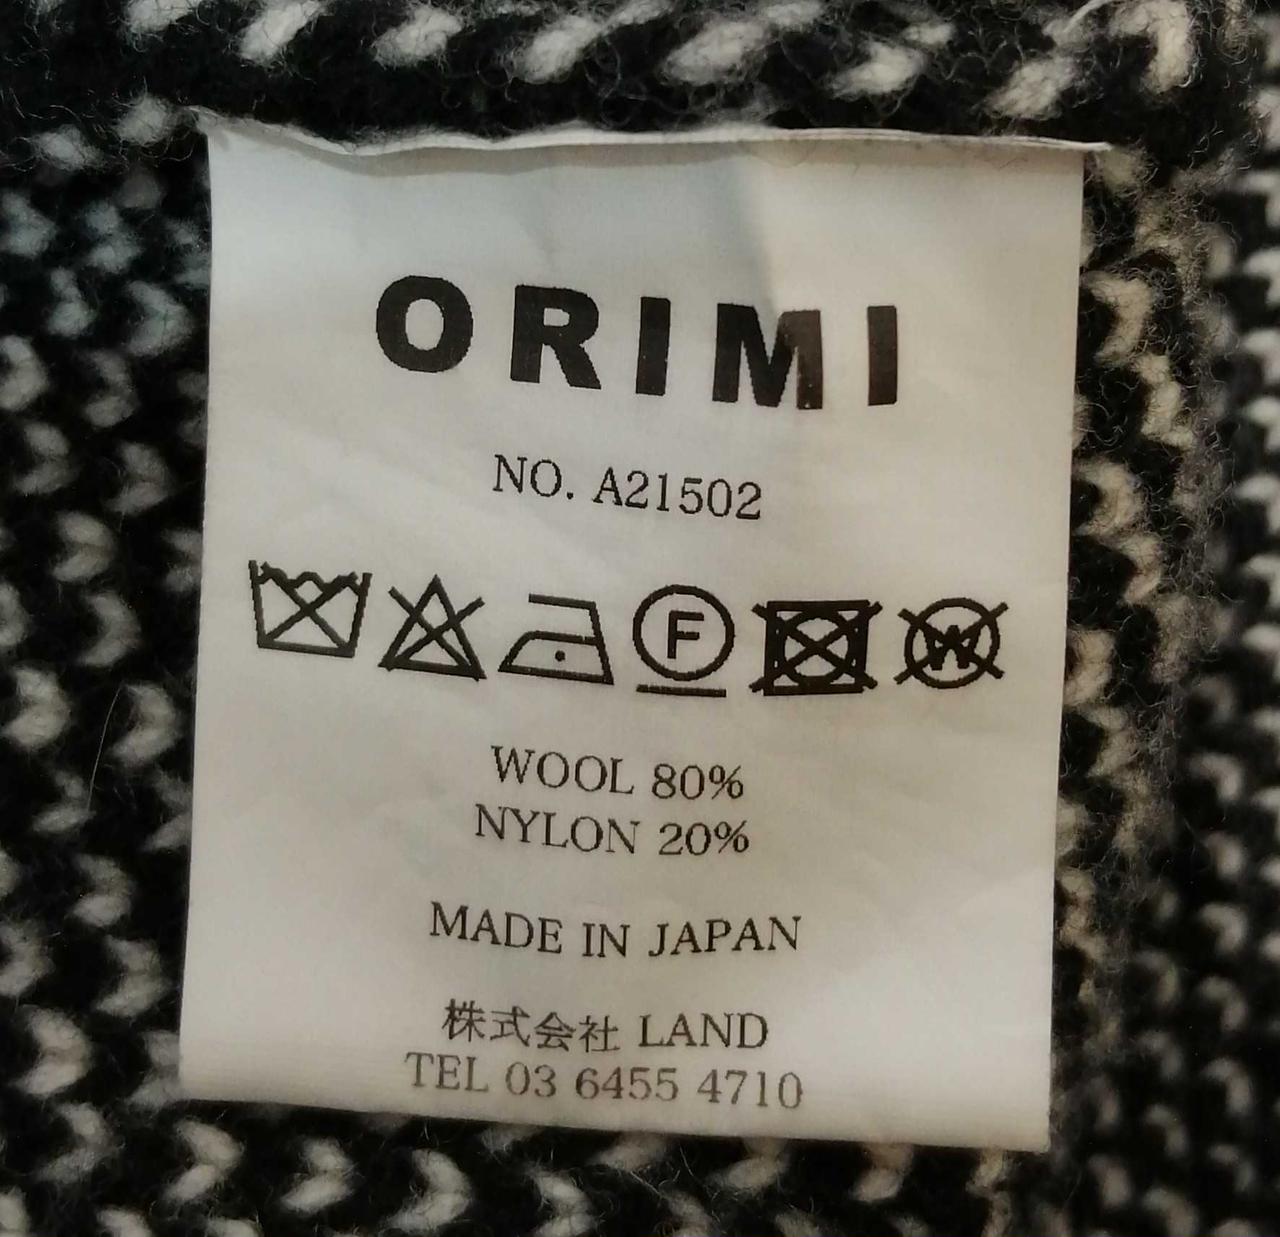 ORIMI
NO. A21502
F W
WOOL 80%
NYLON 20%
MADE IN JAPAN
株式会社 LAND
TEL 03 6455 4710